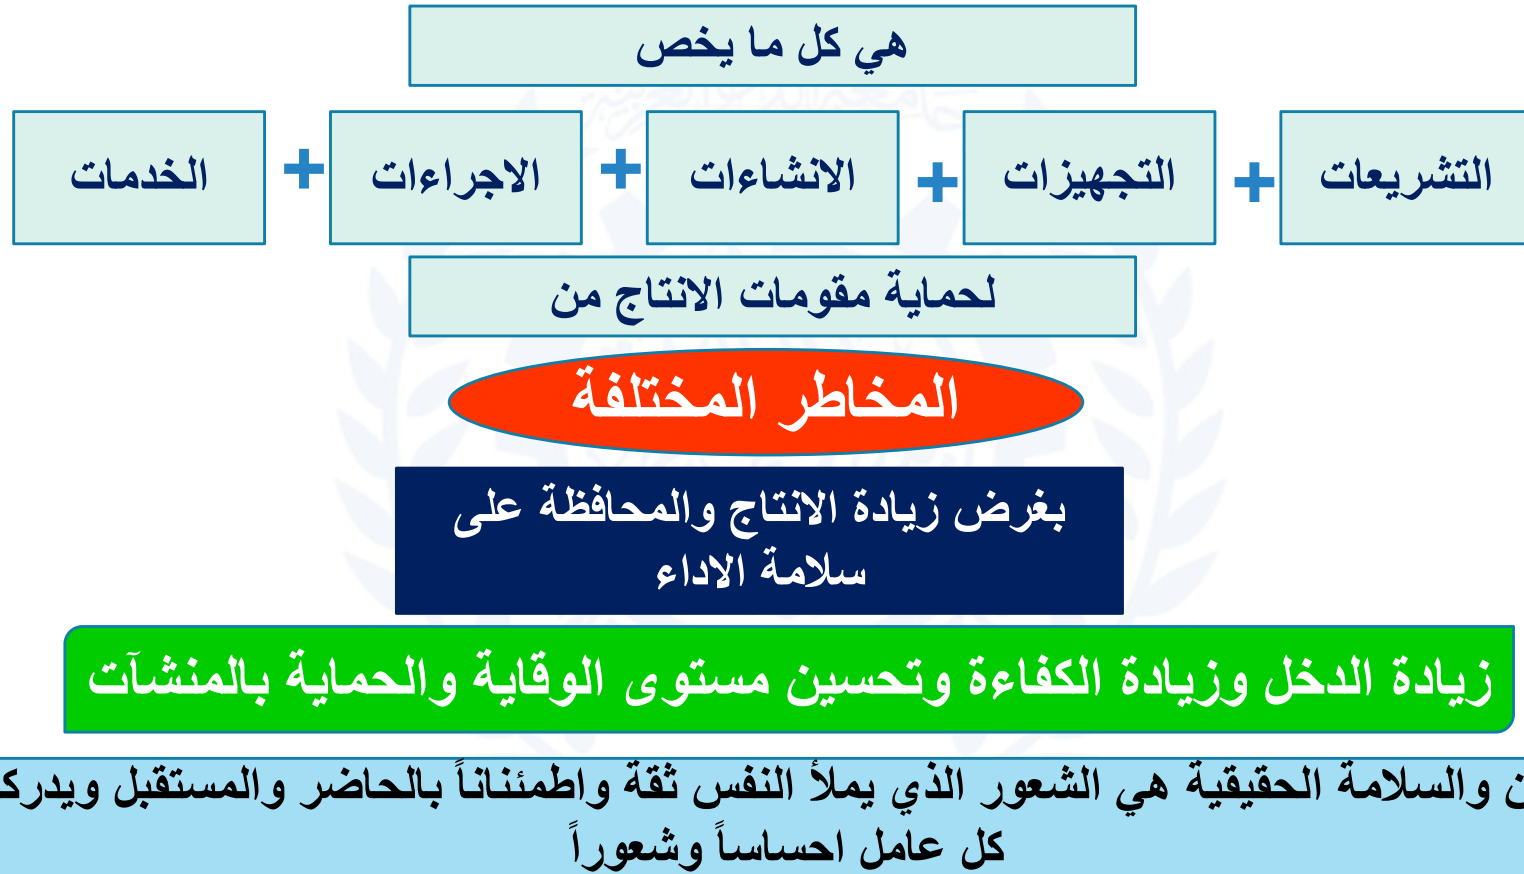 هي كل ما يخص
التشريعات + التجهيزات + الانشاءات + الاجراءات + الخدمات
لحماية مقومات الانتاج من
المخاطر المختلفة
بغرض زيادة الانتاج والمحافظة على
سلامة الاداء
زيادة الدخل وزيادة الكفاءة وتحسين مستوى الوقاية والحماية بالمنشآت
والسلامة الحقيقية هي الشعور الذي يملأ النفس ثقة واطمئناناً بالحاضر والمستقبل
كل عامل احساساً وشعوراً